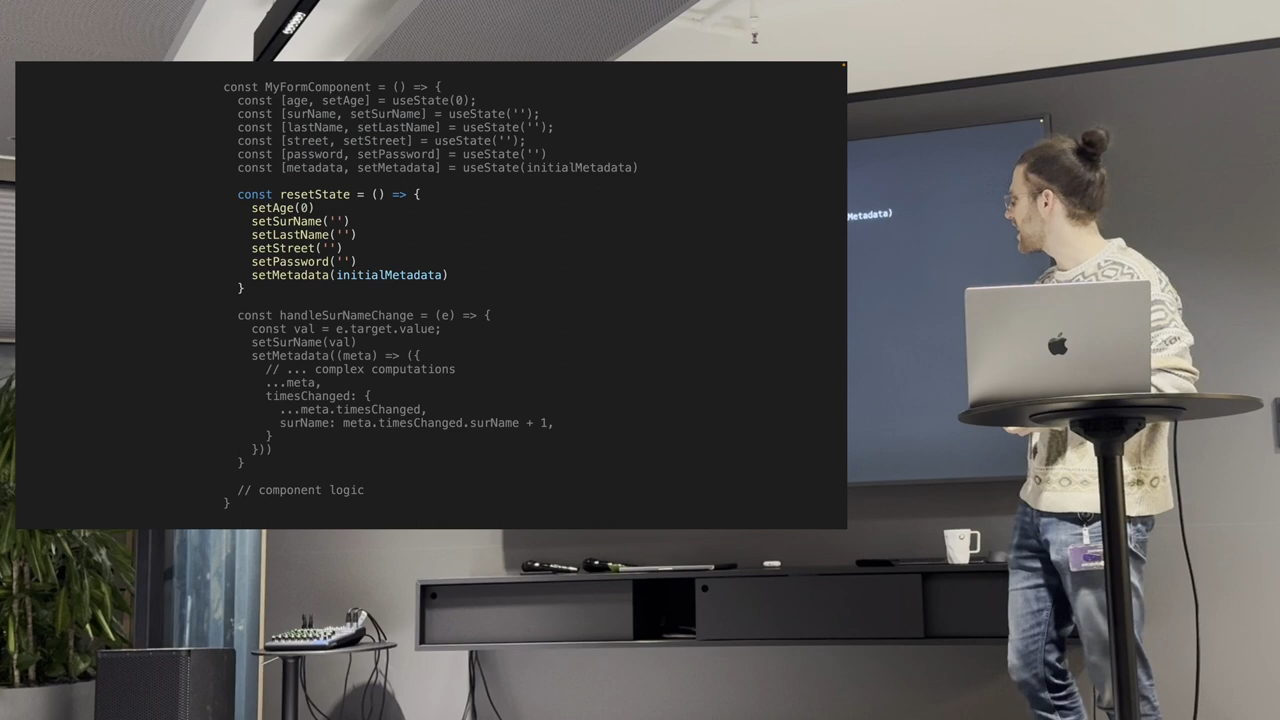 const MyFormComponent = () => {
  const [age, setAge] = useState(0);
  const [surName, setSurName] = useState('');
  const [lastName, setLastName] = useState('');
  const [street, setStreet] = useState('');
  const [password, setPassword] = useState('')
  const [metadata, setMetadata] = useState(initialMetadata)
  const resetState = () => {
    setAge(0)
    setSurName('')
    setLastName('')
    setStreet('')
    setPassword('')
    setMetadata(initialMetadata)
  }
  const handleSurNameChange = (e) => {
    const val = e.target.value;
    setSurName(val)
    setMetadata((meta) => ({
      // ... complex computations
      ...meta,
      timesChanged: {
        ...meta.timesChanged,
        surName: meta.timesChanged.surName + 1,
      }
    }))
  }
  // component logic
}
Metadata)